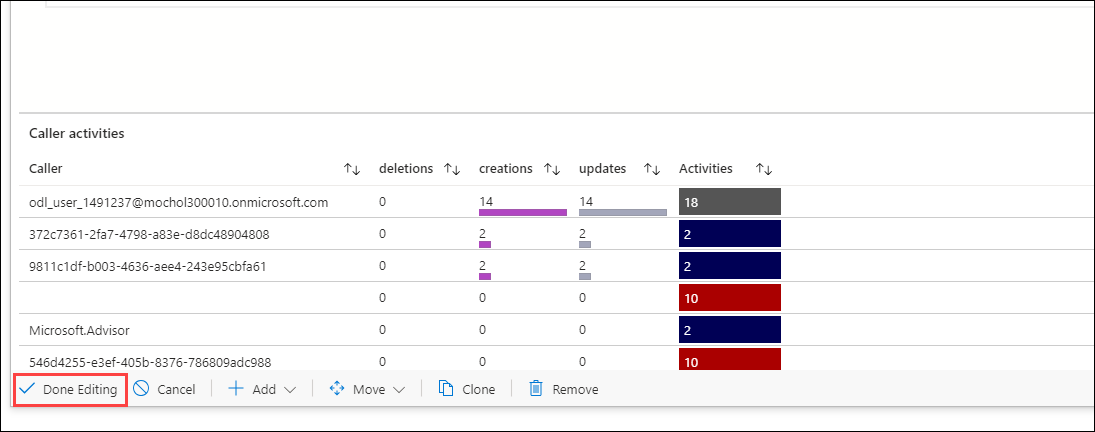 Caller activities
Caller deletions creations updates Activities
odl_user_1491237@mochol300010.onmicrosoft.com 0 14 14 18
372c7361-2fa7-4798-a83e-d8dc48904808 0 2 2 2
9811c1df-b003-4636-aee4-243e95cbfa61 0 2 2 2
0 0 0 10
Microsoft.Advisor 0 0 0 2
546d4255-e3ef-405b-8376-786809adc988 0 0 0 10
Done Editing Cancel Add Move Clone Remove